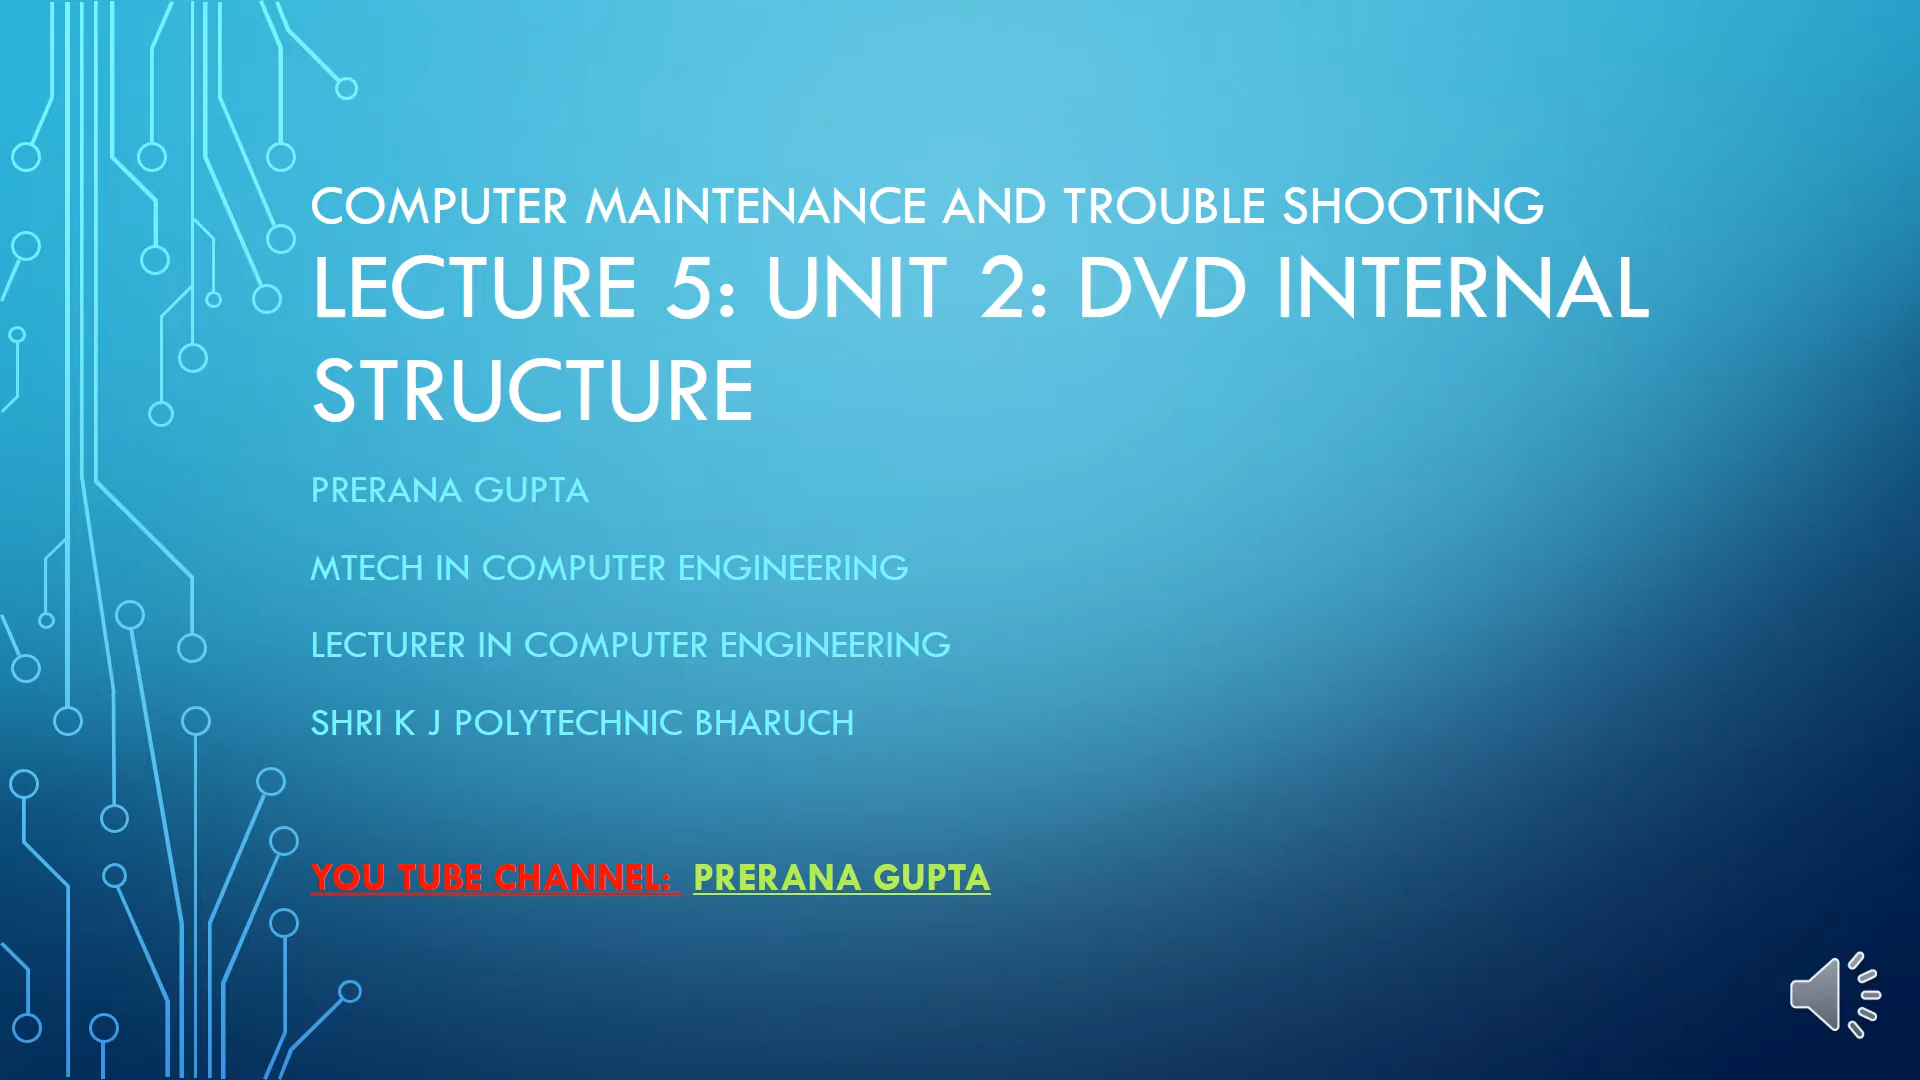 COMPUTER MAINTENANCE AND TROUBLE SHOOTING
LECTURE 5: UNIT 2: DVD INTERNAL
STRUCTURE
PRERANA GUPTA
MTECH IN COMPUTER ENGINEERING
LECTURER IN COMPUTER ENGINEERING
SHRI K J POLYTECHNIC BHARUCH
YOU TUBE CHANNEL: PRERANA GUPTA